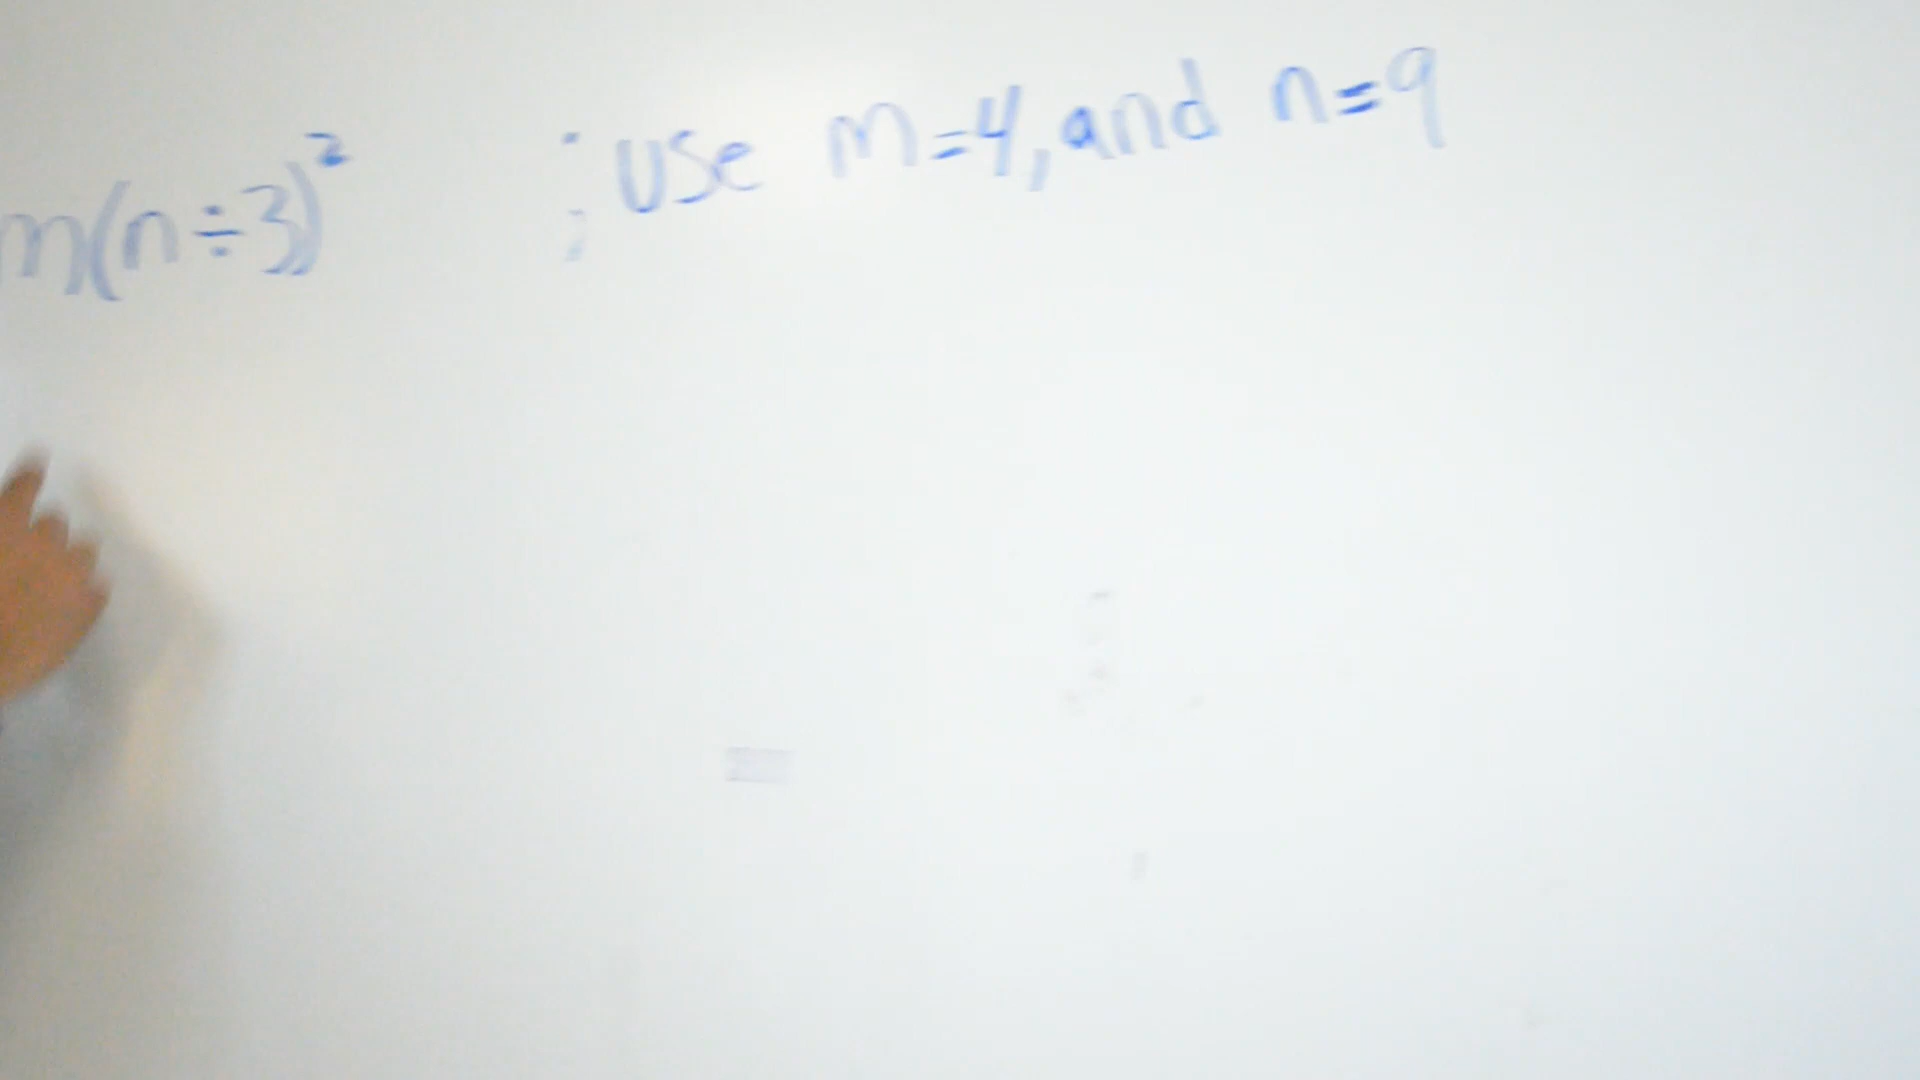 m(n÷3)² ; use m=4, and n=9